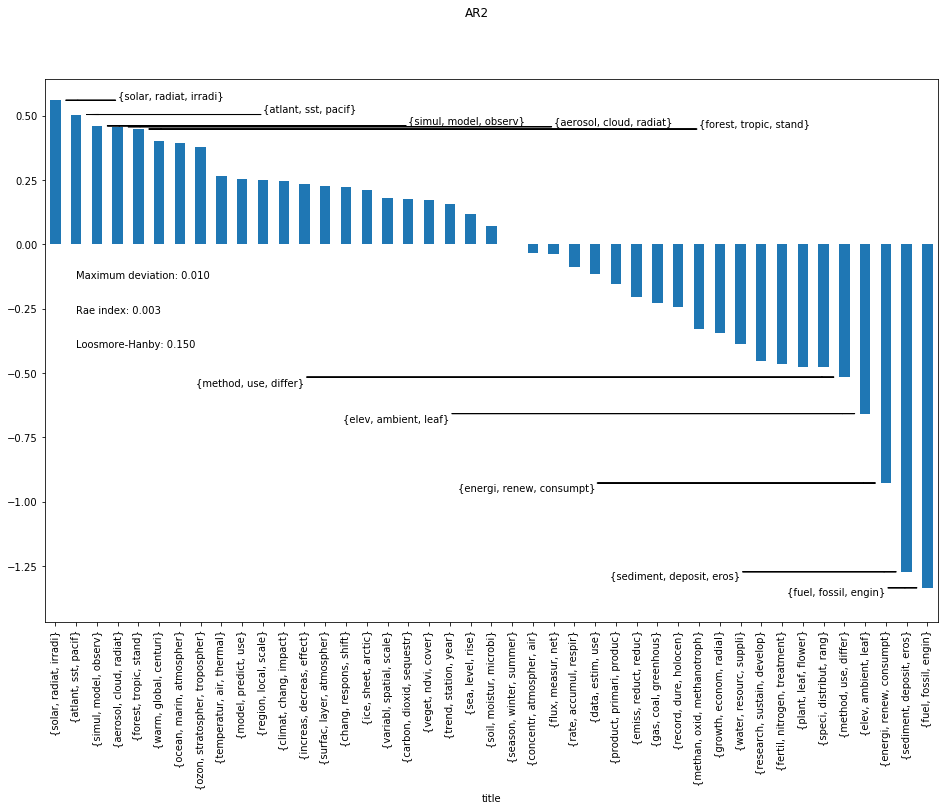 AR2
{solar, radiat, irradi}
{atlant, sst, pacif}
{simul, model, observ}
{aerosol, cloud, radiat}
{forest, tropic, stand}
0.50
0.25
0.00
−0.25
−0.50
−0.75
−1.00
−1.25
Maximum deviation: 0.010
Rae index: 0.003
Loosmore-Hanby: 0.150
{method, use, differ}
{elev, ambient, leaf}
{energi, renew, consumpt}
{sediment, deposit, eros}
{fuel, fossil, engin}
{solar, radiat, irradi}
{atlant, sst, pacif}
{simul, model, observ}
{aerosol, cloud, radiat}
{forest, tropic, stand}
{warm, global, centuri}
{ocean, marin, atmospher}
{ozon, stratospher, tropospher}
{temperatur, air, thermal}
{model, predict, use}
{region, local, scale}
{climat, chang, impact}
{increas, decreas, effect}
{surfac, layer, atmospher}
{chang, respons, shift}
{ice, sheet, arctic}
{variabl, spatial, scale}
{carbon, dioxid, sequestr}
{veget, ndvi, cover}
{trend, station, year}
{sea, level, rise}
{soil, moistur, microbi}
{season, winter, summer}
{concentr, atmospher, air}
{flux, measur, net}
{rate, accumul, respir}
{data, estim, use}
{product, primari, produc}
{emiss, reduct, reduc}
{gas, coal, greenhous}
{record, dure, holocen}
{methan, oxid, methanotroph}
{growth, econom, radial}
{water, resourc, suppli}
{research, sustain, develop}
{fertil, nitrogen, treatment}
{plant, leaf, flower}
{speci, distribut, rang}
{method, use, differ}
{elev, ambient, leaf}
{energi, renew, consumpt}
{sediment, deposit, eros}
{fuel, fossil, engin}
title